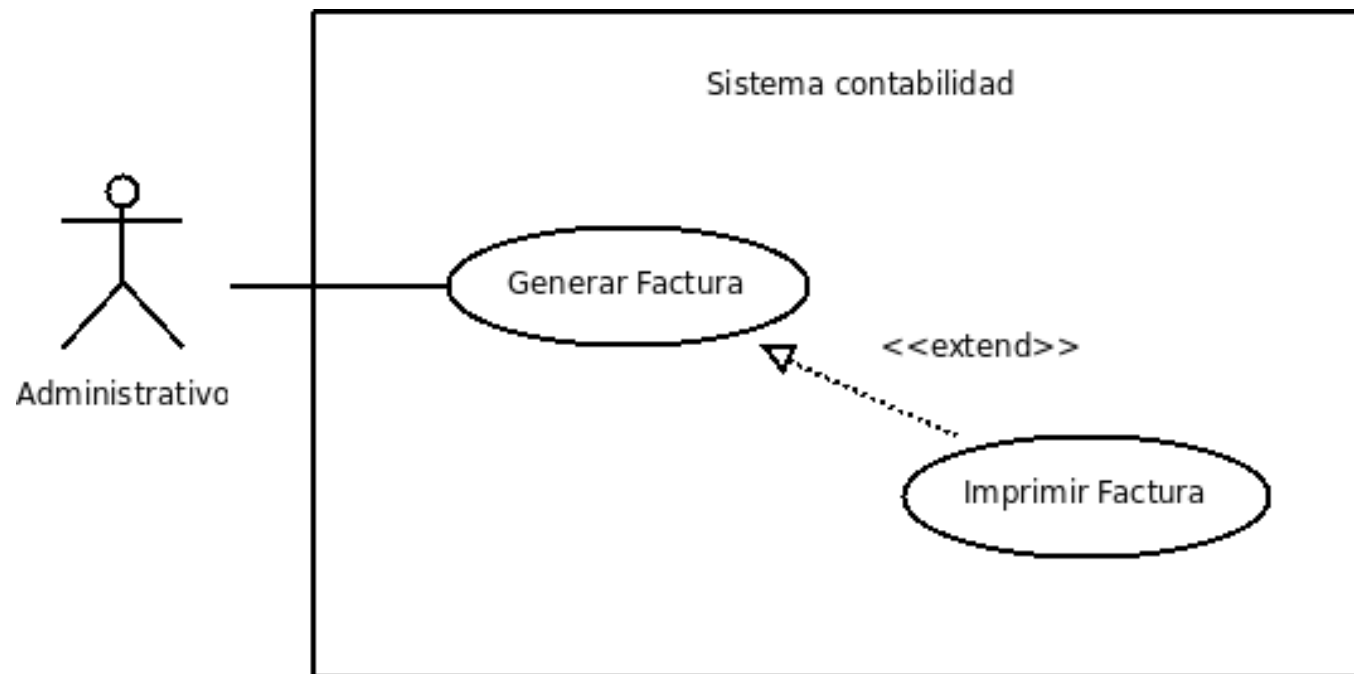 Sistema contabilidad
Generar Factura
<<extend>>
Administrativo
Imprimir Factura